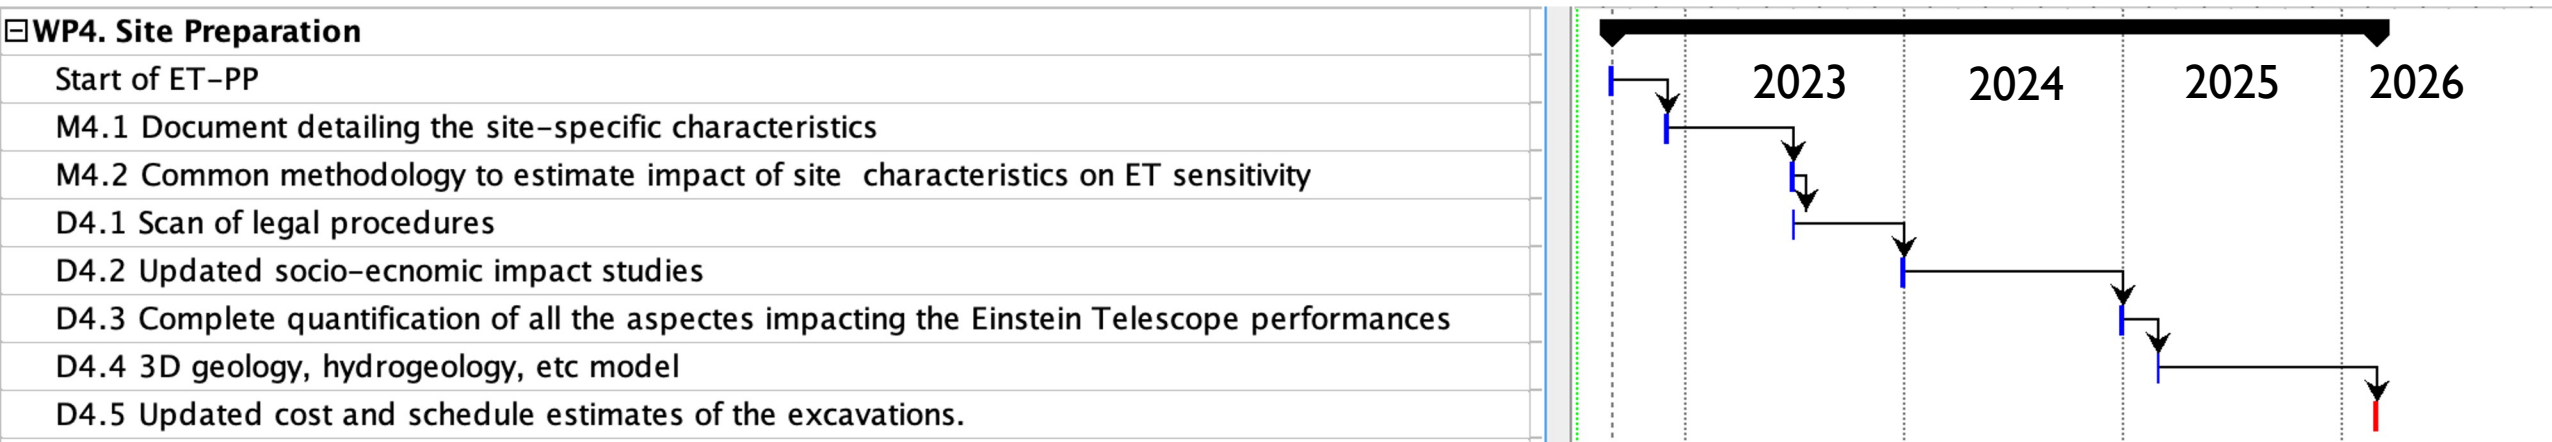 WP4. Site Preparation
Start of ET-PP
2023 2024 2025 2026
M4.1 Document detailing the site-specific characteristics
M4.2 Common methodology to estimate impact of site  characteristics on ET sensitivity
D4.1 Scan of legal procedures
D4.2 Updated socio-ecnomic impact studies
D4.3 Complete quantification of all the aspectes impacting the Einstein Telescope performances
D4.4 3D geology, hydrogeology, etc model
D4.5 Updated cost and schedule estimates of the excavations.